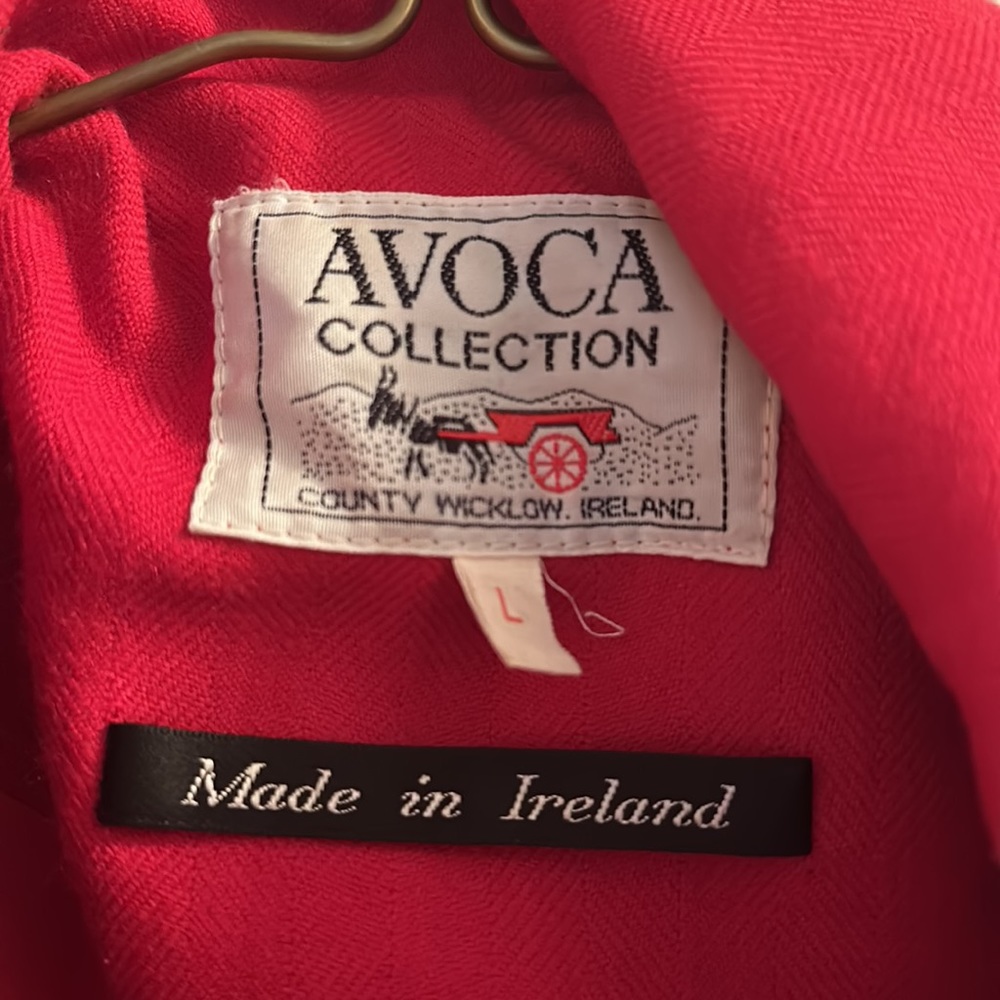 AVOCA
COLLECTION
COUNTY WICKLOW. IRELAND.
L
Made in Ireland